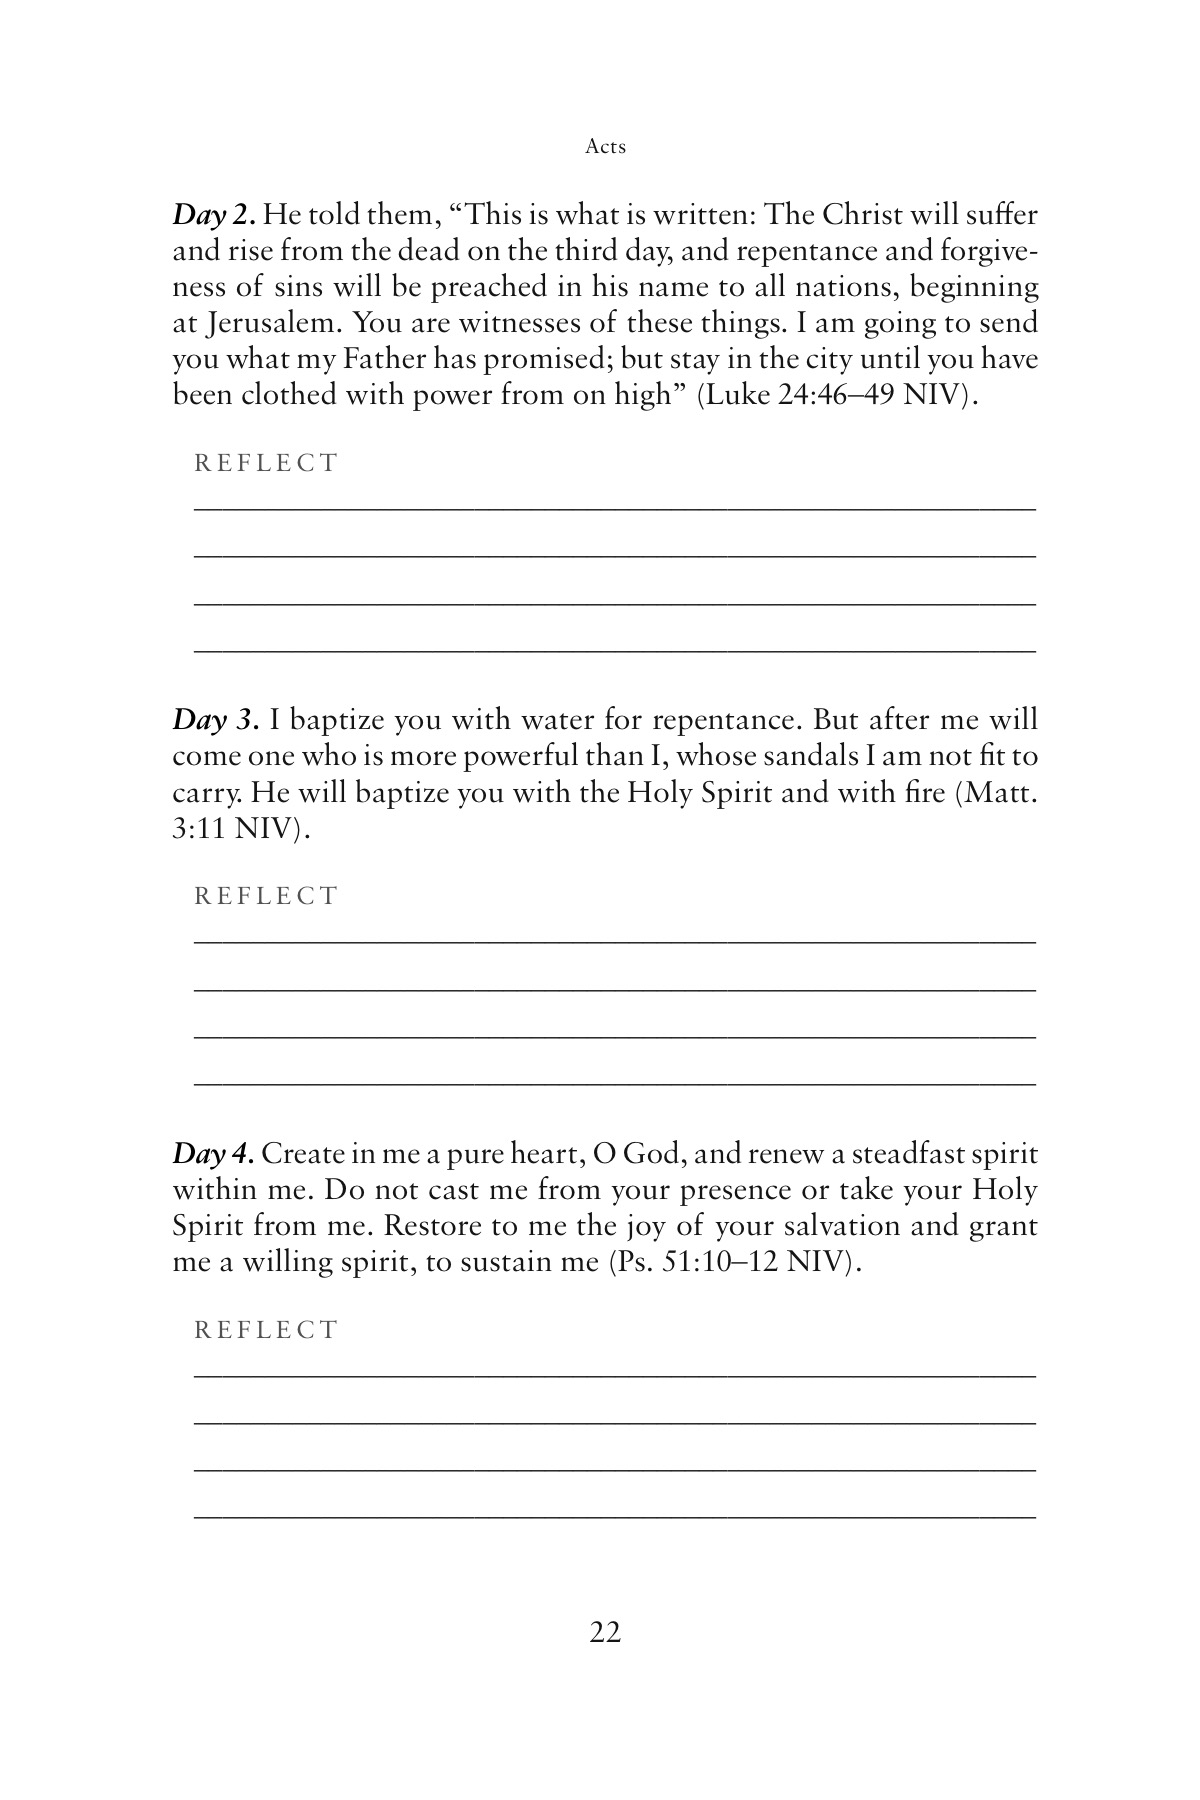 Acts
Day 2. He told them, “This is what is written: The Christ will suffer
and rise from the dead on the third day, and repentance and forgive-
ness of sins will be preached in his name to all nations, beginning
at Jerusalem. You are witnesses of these things. I am going to send
you what my Father has promised; but stay in the city until you have
been clothed with power from on high” (Luke 24:46–49 NIV).
REFLECT
Day 3. I baptize you with water for repentance. But after me will
come one who is more powerful than I, whose sandals I am not fit to
carry. He will baptize you with the Holy Spirit and with fire (Matt.
3:11 NIV).
REFLECT
Day 4. Create in me a pure heart, O God, and renew a steadfast spirit
within me. Do not cast me from your presence or take your Holy
Spirit from me. Restore to me the joy of your salvation and grant
me a willing spirit, to sustain me (Ps. 51:10–12 NIV).
REFLECT
22